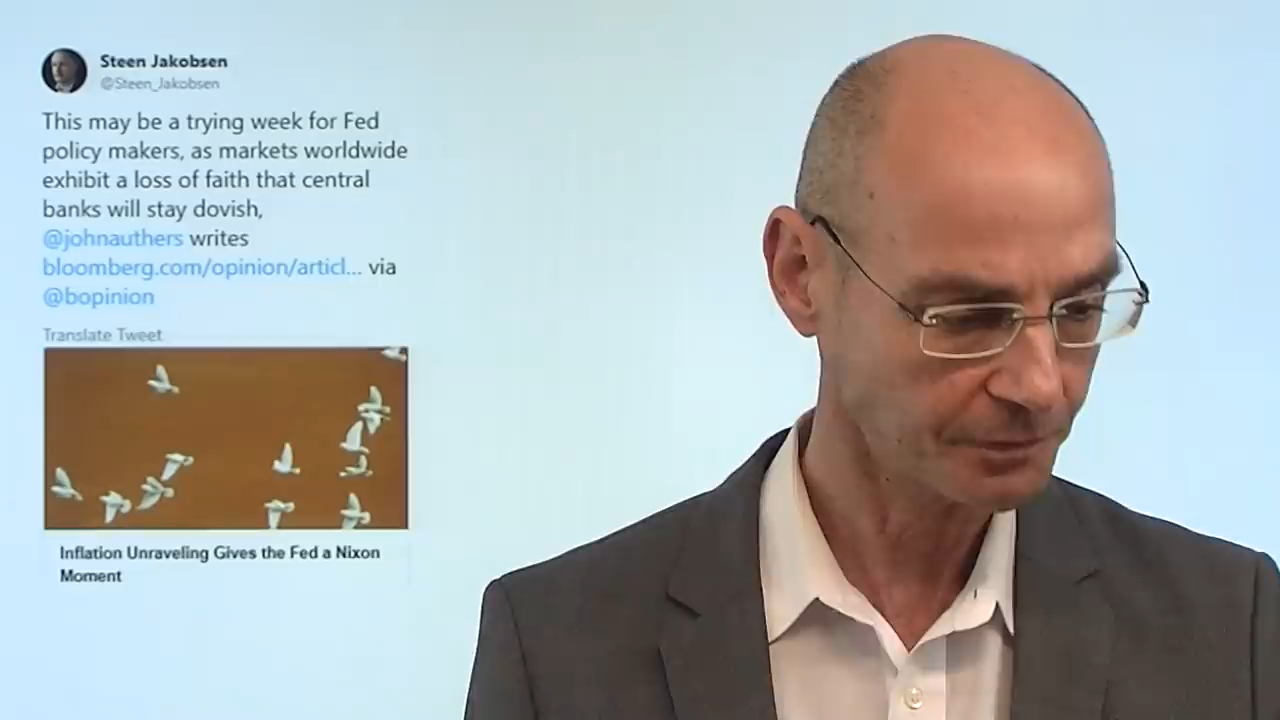 Steen Jakobsen
@Steen_Jakobsen
This may be a trying week for Fed
policy makers, as markets worldwide
exhibit a loss of faith that central
banks will stay dovish,
@johnauthers writes
bloomberg.com/opinion/articl... via
@bopinion
Translate Tweet
Inflation Unraveling Gives the Fed a Nixon
Moment